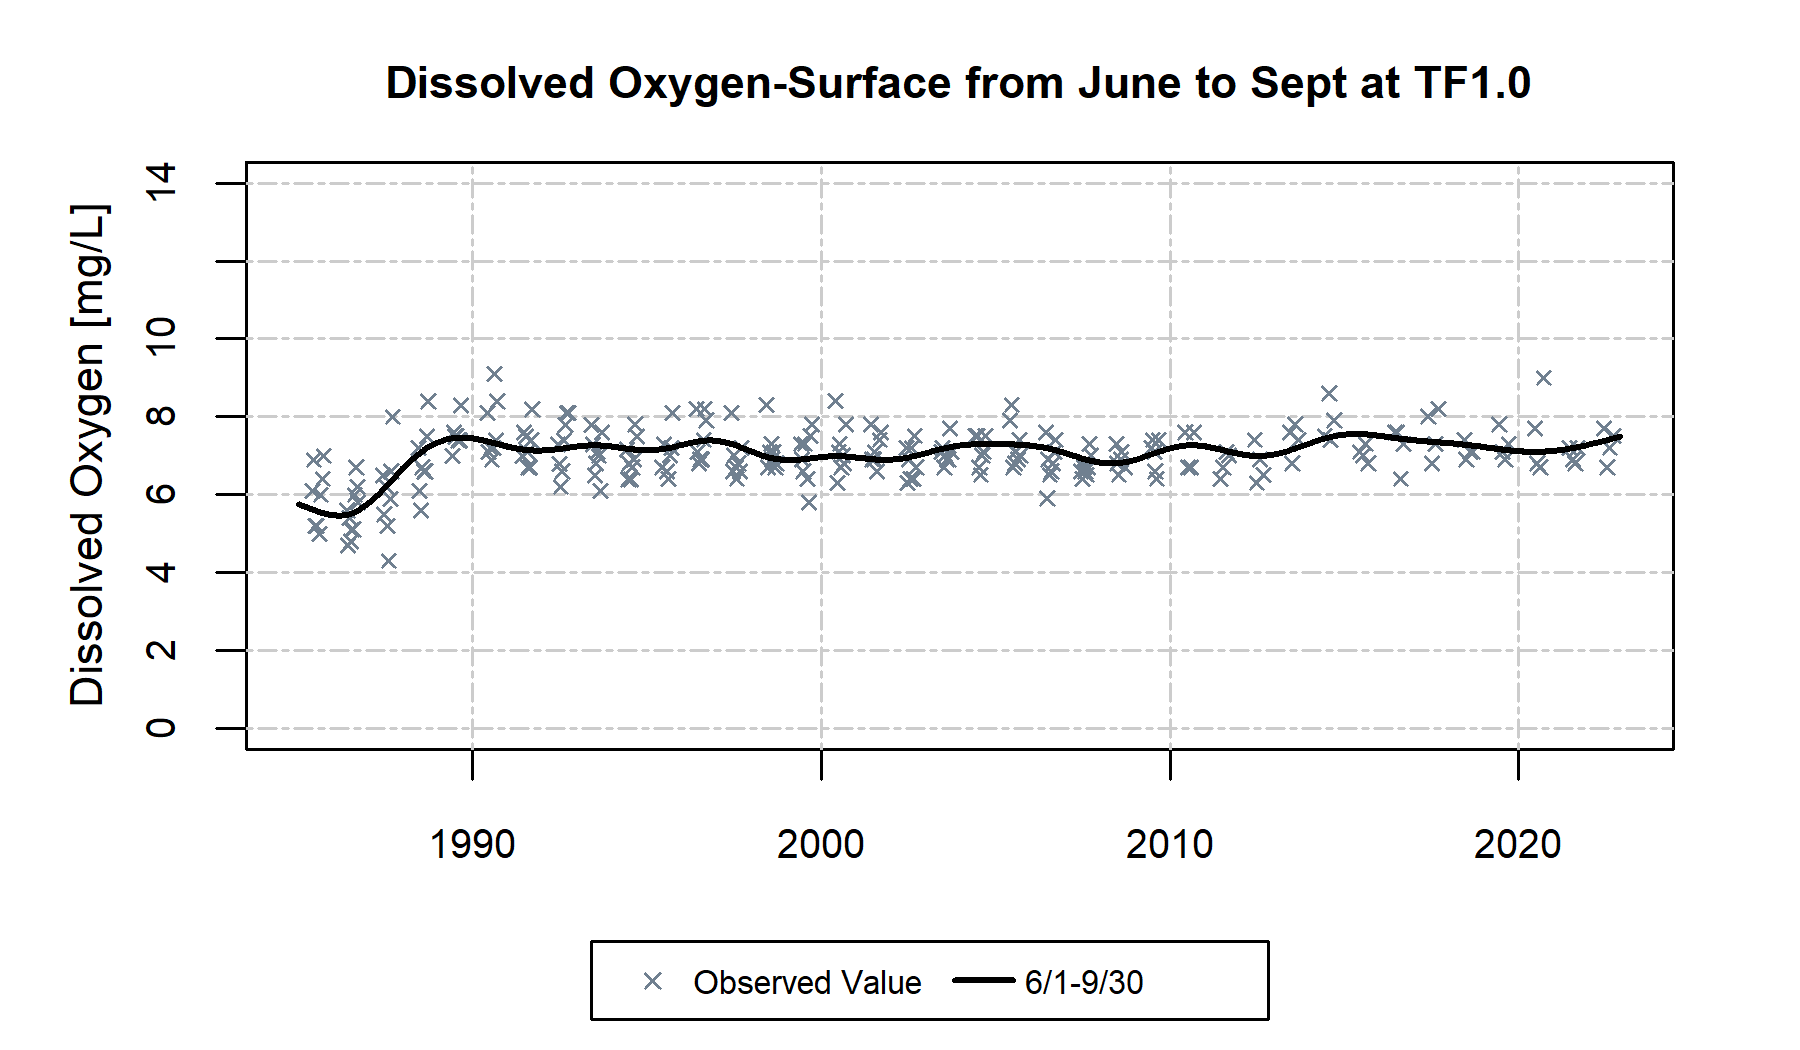 Dissolved Oxygen-Surface from June to Sept at TF1.0
Dissolved Oxygen [mg/L]
14
10
8
6
4
2
0
1990 2000 2010 2020
Observed Value 6/1-9/30